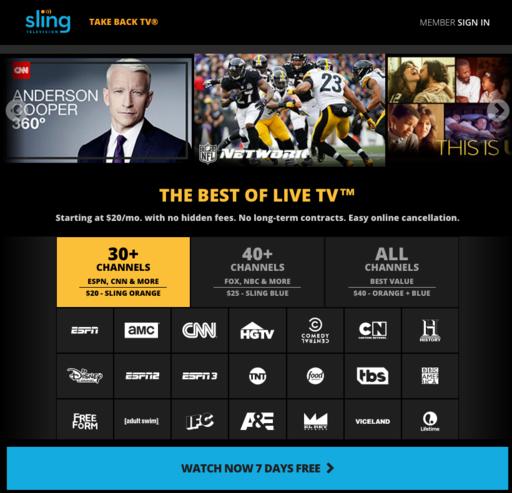 sling
TELEVISION
TAKE BACK TV®
MEMBER SIGN IN
CNN
ANDERSON
COOPER
360°
23
NFL
NETWORK
THIS IS U
THE BEST OF LIVE TV™
Starting at $20/mo. with no hidden fees. No long-term contracts. Easy online cancellation.
30+
CHANNELS
ESPN, CNN & MORE
$20 - SLING ORANGE
40+
CHANNELS
FOX, NBC & MORE
$25 - SLING BLUE
ALL
CHANNELS
BEST VALUE
$40 - ORANGE + BLUE
ESPN
amc
CNN
HGTV
COMEDY
CENTRAL
CN
CARTOON NETWORK
H
HISTORY
Disney
ESPN2
ESPN3
TNT
food
tbs
BBC
AMERICA
FREE
FORM
[adult swim]
IFC
A&E
EL REY
VICELAND
Lifetime
WATCH NOW 7 DAYS FREE